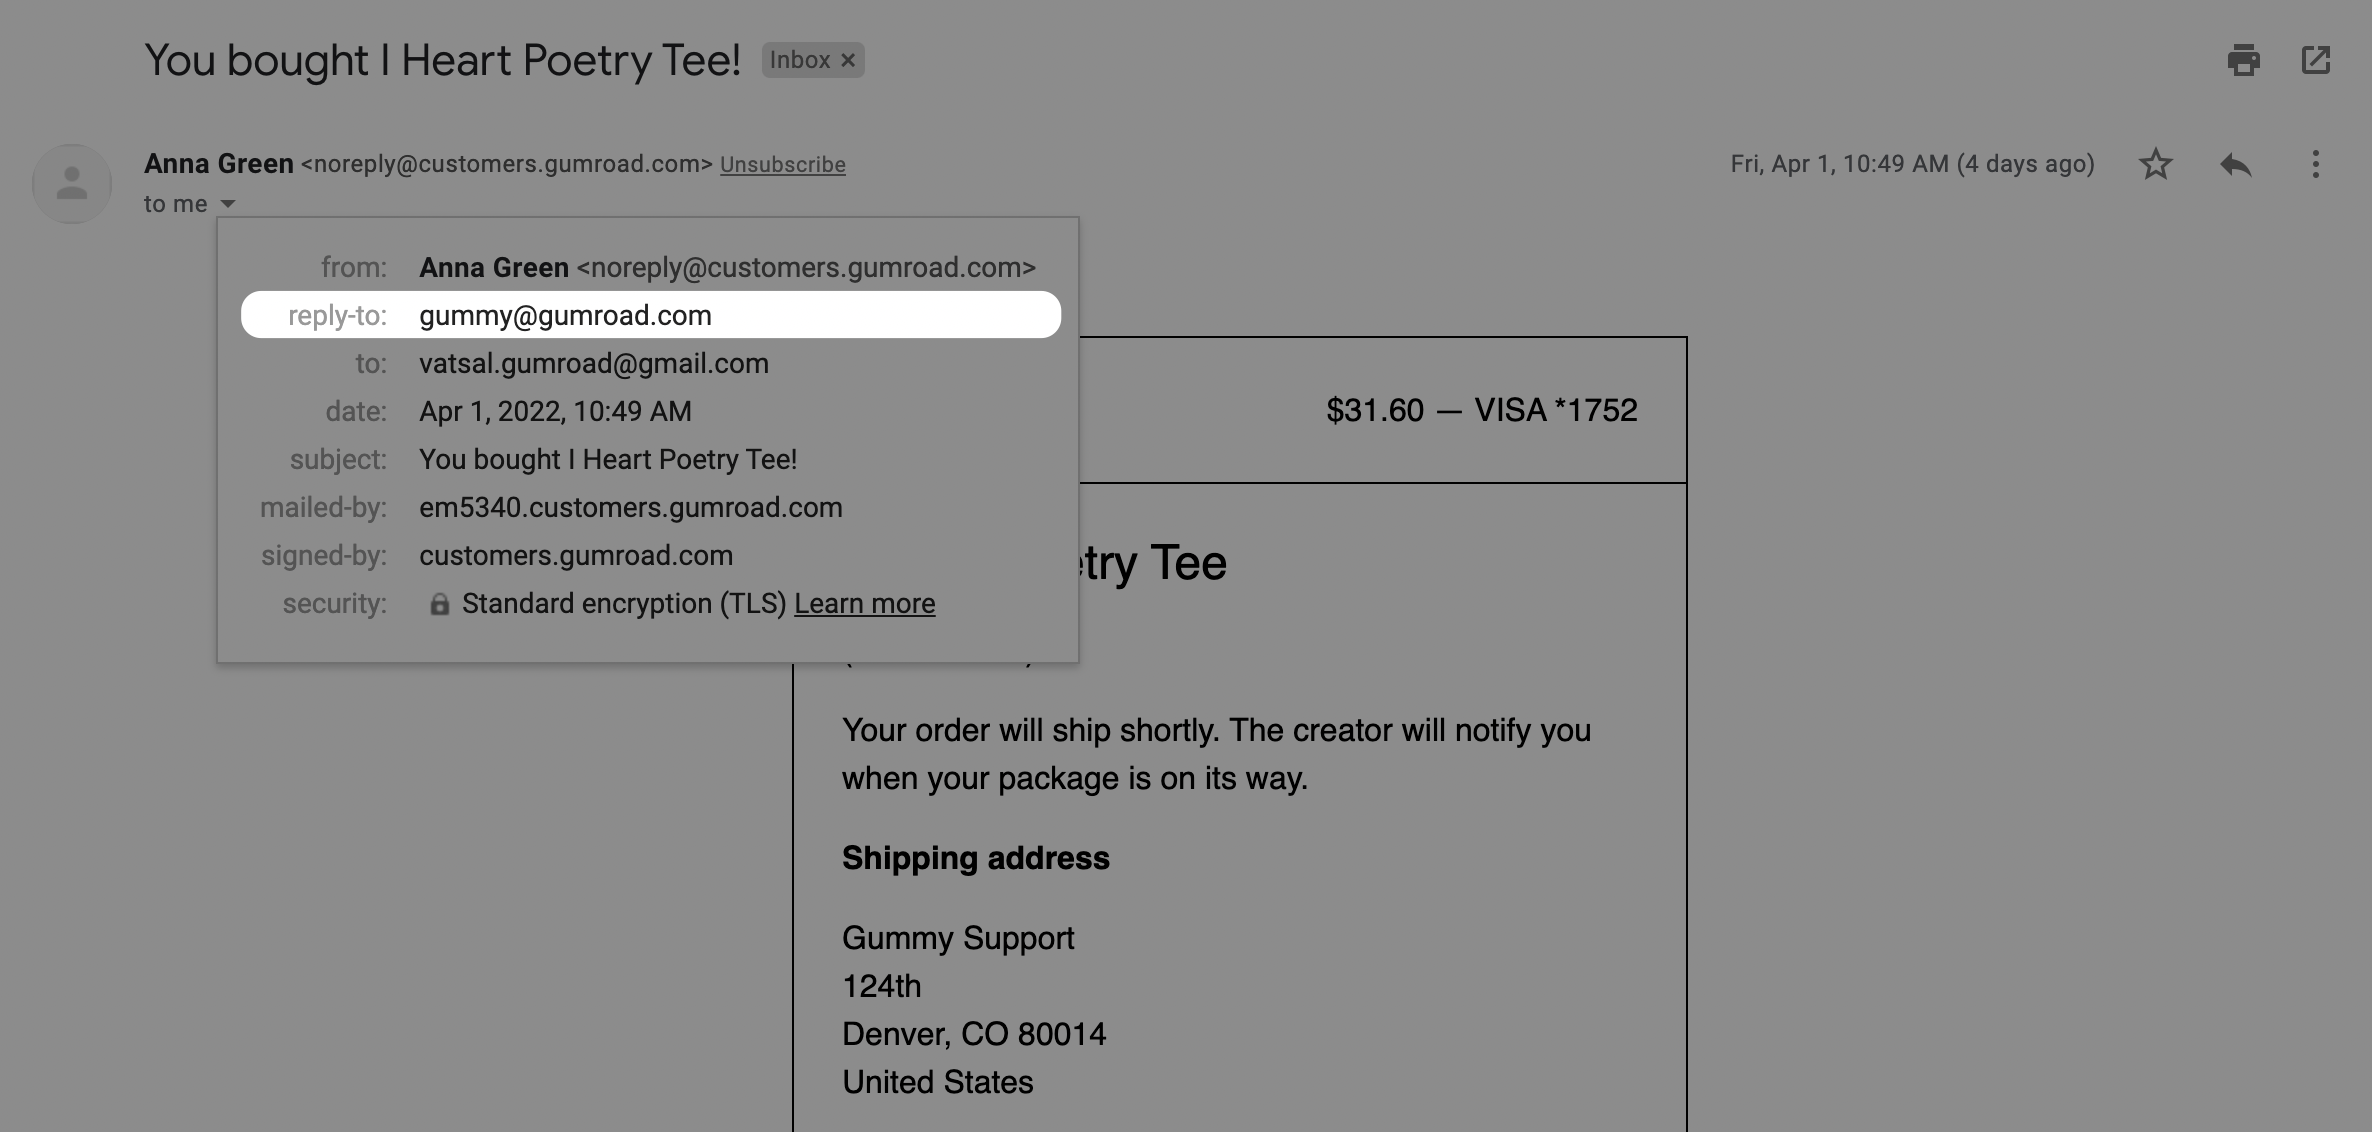 You bought I Heart Poetry Tee! Inbox ×
Anna Green <noreply@customers.gumroad.com> Unsubscribe
Fri, Apr 1, 10:49 AM (4 days ago)
to me
from: Anna Green <noreply@customers.gumroad.com>
reply-to: gummy@gumroad.com
to: vatsal.gumroad@gmail.com
date: Apr 1, 2022, 10:49 AM
subject: You bought I Heart Poetry Tee!
mailed-by: em5340.customers.gumroad.com
signed-by: customers.gumroad.com
security: Standard encryption (TLS) Learn more
$31.60 — VISA *1752
try Tee
Your order will ship shortly. The creator will notify you
when your package is on its way.
Shipping address
Gummy Support
124th
Denver, CO 80014
United States